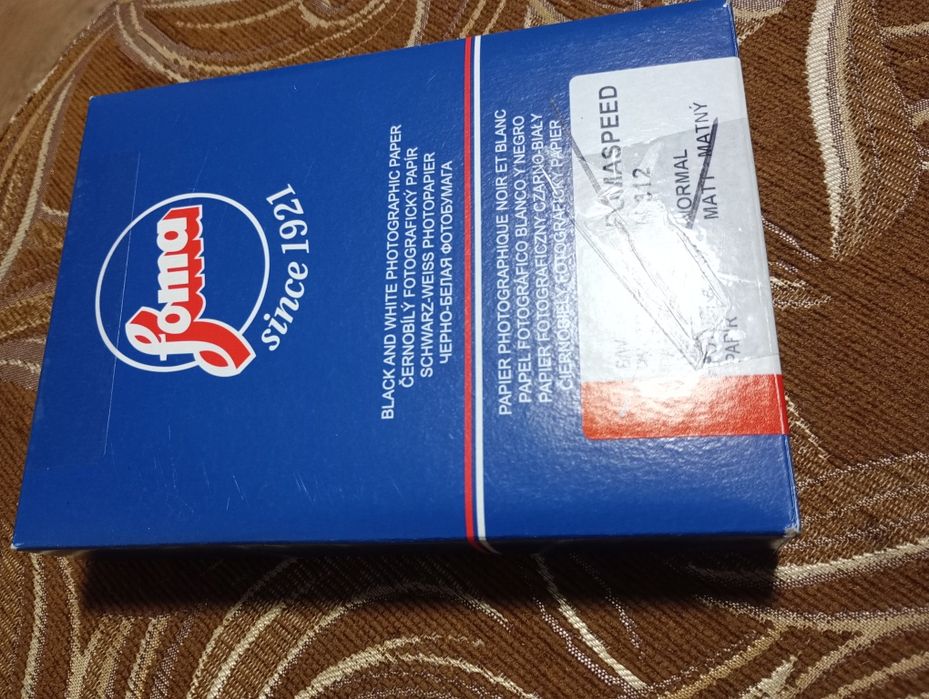 foma
since 1921
BLACK AND WHITE PHOTOGRAPHIC PAPER
ČERNOBÍLÝ FOTOGRAFICKÝ PAPÍR
SCHWARZ-WEISS PHOTOPAPIER
ЧЕРНО-БЕЛАЯ ФОТОБУМАГА
PAPIER PHOTOGRAPHIQUE NOIR ET BLANC
PAPEL FOTOGRÁFICO BLANCO Y NEGRO
PAPIER FOTOGRAFICZNY CZARNO-BIAŁY
ČIERNOBIELY FOTOGRAFICKÝ PAPIER
NORMAL
MATT MATNÝ